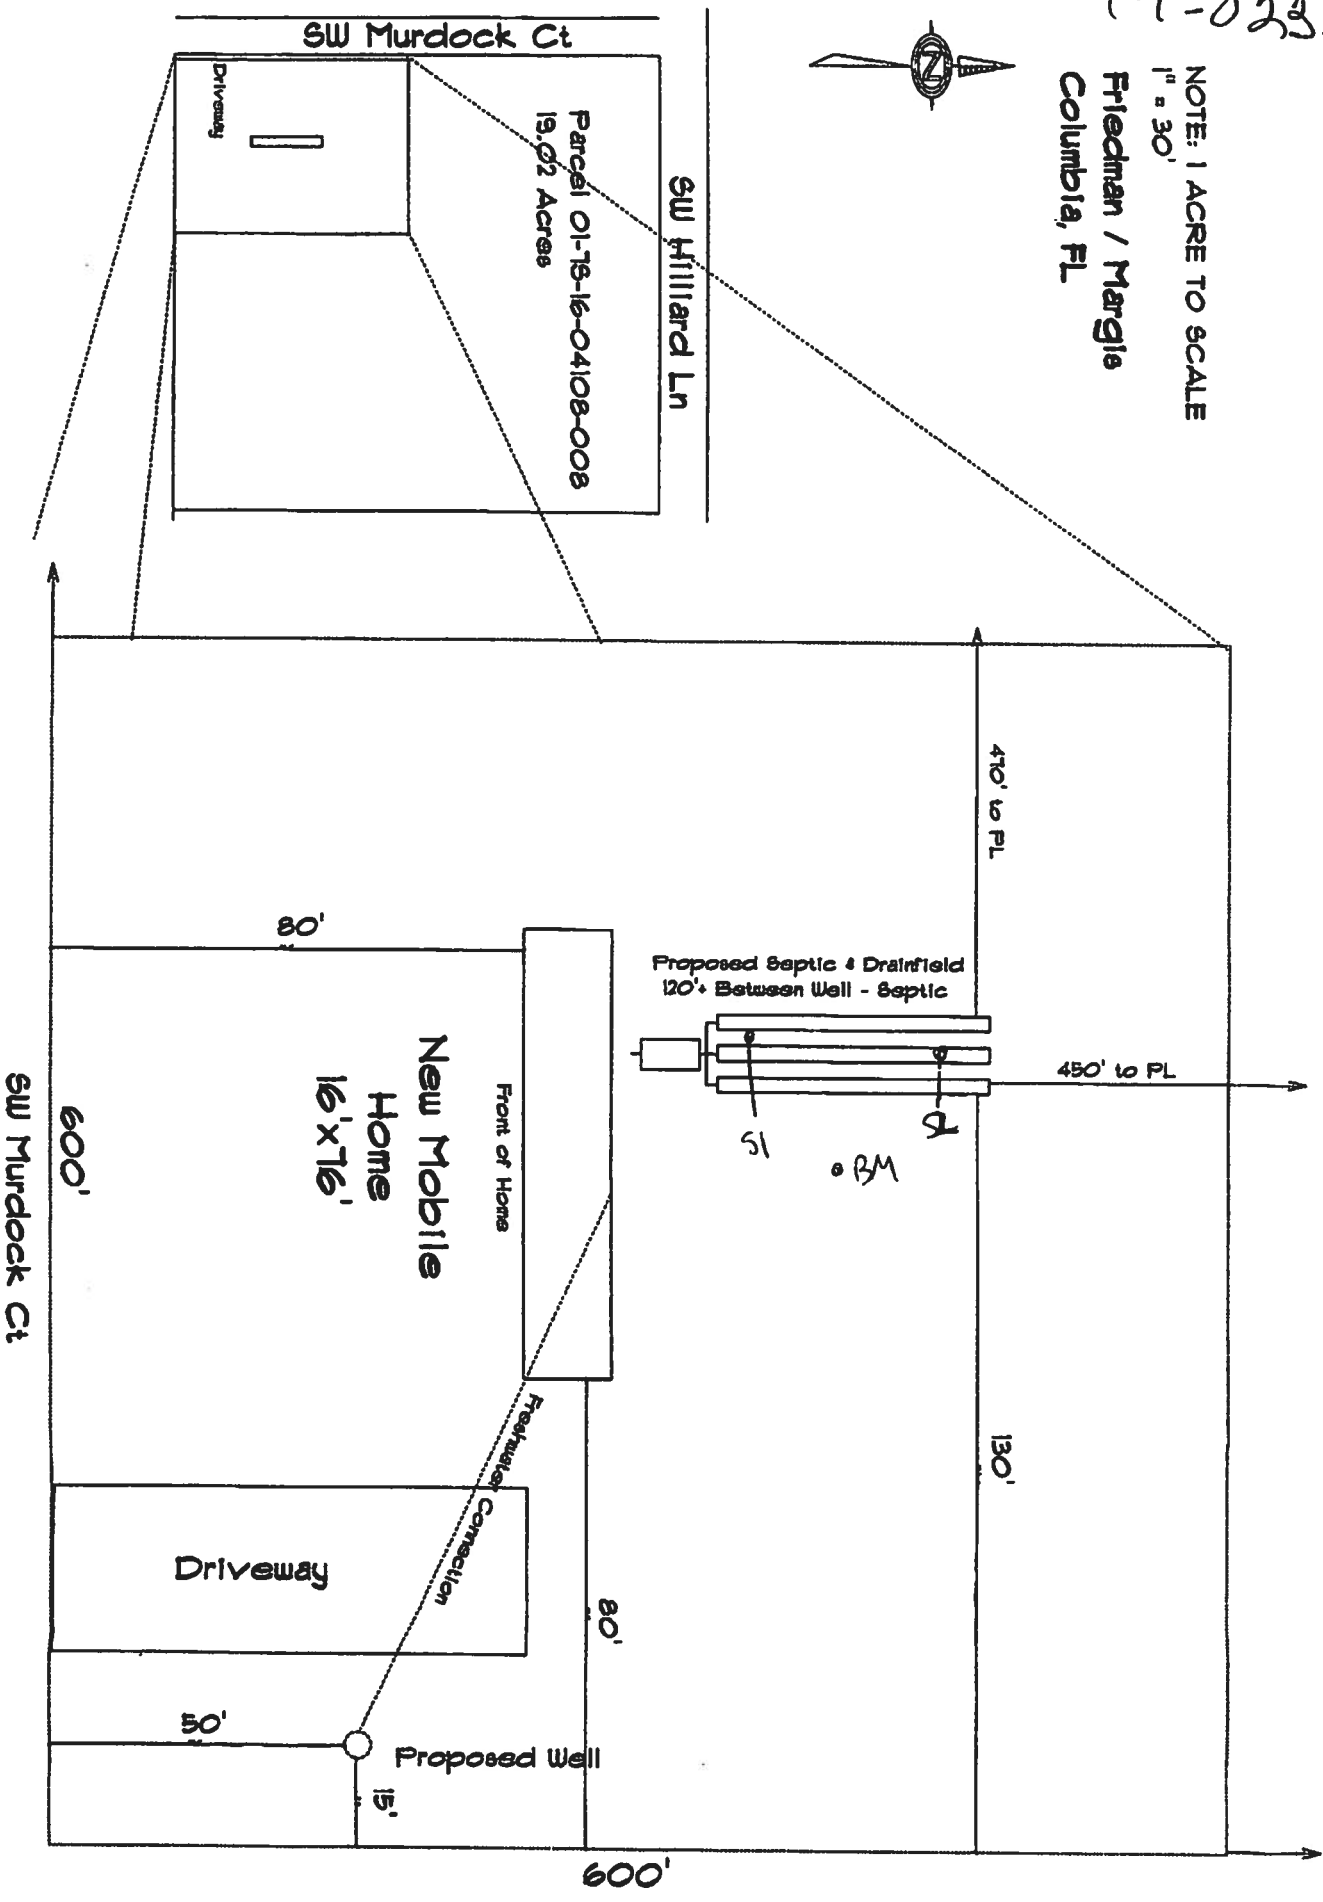 NOTE: 1 ACRE TO SCALE
1" = 30'
Friedman / Margie
Columbia, FL
N
SW Murdock Ct
SW Hilliard Ln
Driveway
Parcel 01-7S-16-04108-008
19.02 Acres
470' to PL
450' to PL
Proposed Septic & Drainfield
120'+ Between Well - Septic
S1
S2
BM
80'
Front of Home
New Mobile
Home
16'x76'
600'
SW Murdock Ct
130'
Freshwater Connection
80'
Driveway
50'
Proposed Well
15'
600'